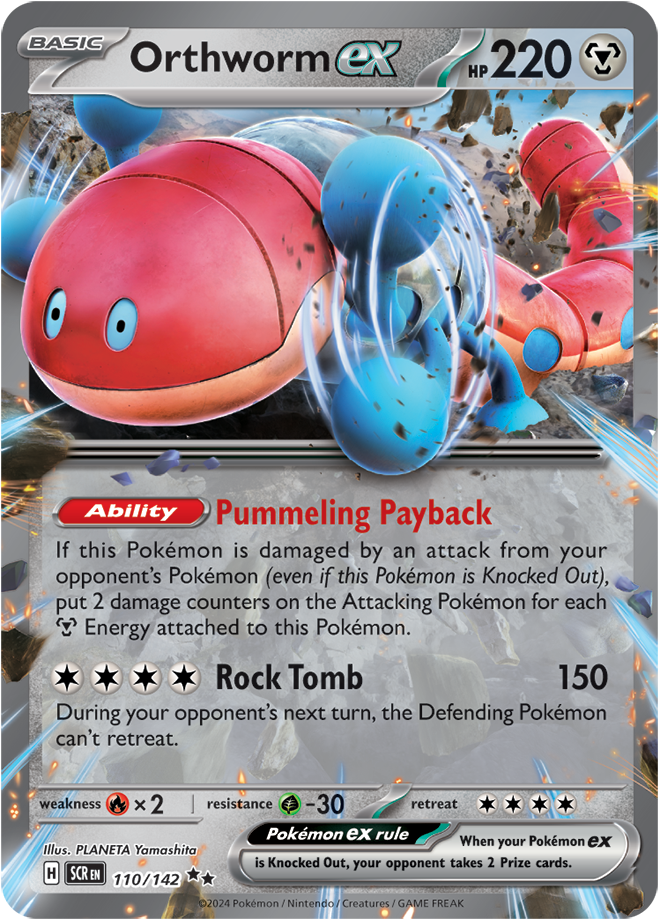 BASIC
Orthworm ex
HP 220
Ability Pummeling Payback
If this Pokémon is damaged by an attack from your
opponent's Pokémon (even if this Pokémon is Knocked Out),
put 2 damage counters on the Attacking Pokémon for each
Energy attached to this Pokémon.
Rock Tomb 150
During your opponent's next turn, the Defending Pokémon
can't retreat.
weakness ×2 resistance -30 retreat
Illus. PLANETA Yamashita
Pokémon ex rule
When your Pokémon ex
is Knocked Out, your opponent takes 2 Prize cards.
H SCR EN 110/142 ★★
©2024 Pokémon / Nintendo / Creatures / GAME FREAK